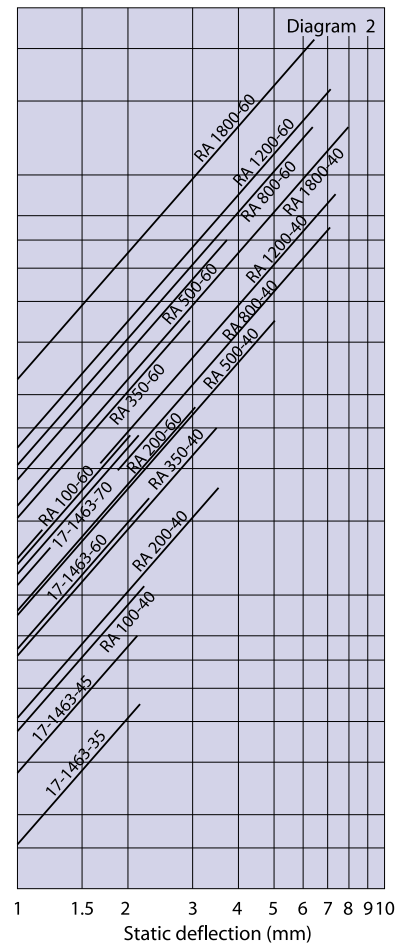 Diagram 2
RA 1800-60
RA 1200-60
RA 800-60
RA 1800-40
RA 1200-40
RA 500-60
RA 800-40
RA 500-40
RA 350-60
RA 200-60
RA 350-40
RA 100-60
17-1463-70
17-1463-60
RA 200-40
RA 100-40
17-1463-45
17-1463-35
1 1.5 2 3 4 5 6 7 8 9 10
Static deflection (mm)